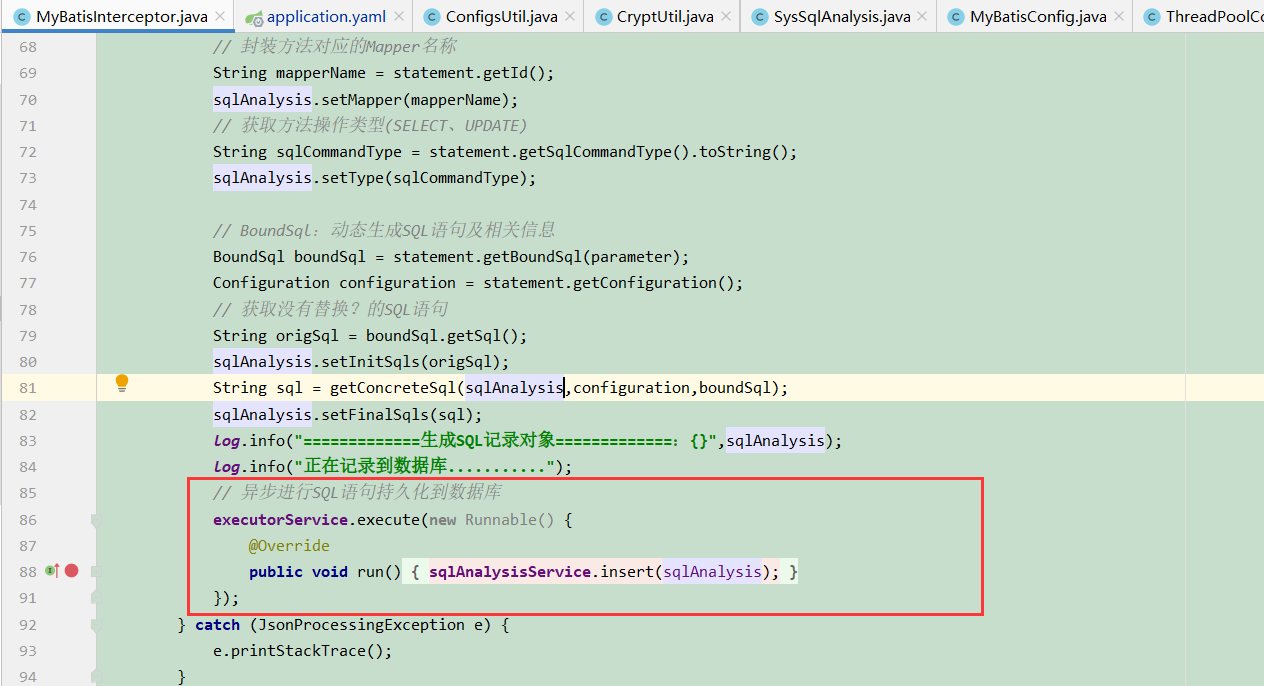 MyBatisInterceptor.java application.yaml ConfigsUtil.java CryptUtil.java SysSqlAnalysis.java MyBatisConfig.java ThreadPoolCo
68 // 封装方法对应的Mapper名称
69 String mapperName = statement.getId();
70 sqlAnalysis.setMapper(mapperName);
71 // 获取方法操作类型(SELECT、UPDATE)
72 String sqlCommandType = statement.getSqlCommandType().toString();
73 sqlAnalysis.setType(sqlCommandType);
74
75 // BoundSql：动态生成SQL语句及相关信息
76 BoundSql boundSql = statement.getBoundSql(parameter);
77 Configuration configuration = statement.getConfiguration();
78 // 获取没有替换？的SQL语句
79 String origSql = boundSql.getSql();
80 sqlAnalysis.setInitSqls(origSql);
81 String sql = getConcreteSql(sqlAnalysis,configuration,boundSql);
82 sqlAnalysis.setFinalSqls(sql);
83 log.info("=============生成SQL记录对象=============：{}",sqlAnalysis);
84 log.info("正在记录到数据库...........");
85 // 异步进行SQL语句持久化到数据库
86 executorService.execute(new Runnable() {
87 @Override
88 public void run() { sqlAnalysisService.insert(sqlAnalysis); }
91 });
92 } catch (JsonProcessingException e) {
93 e.printStackTrace();
94 }